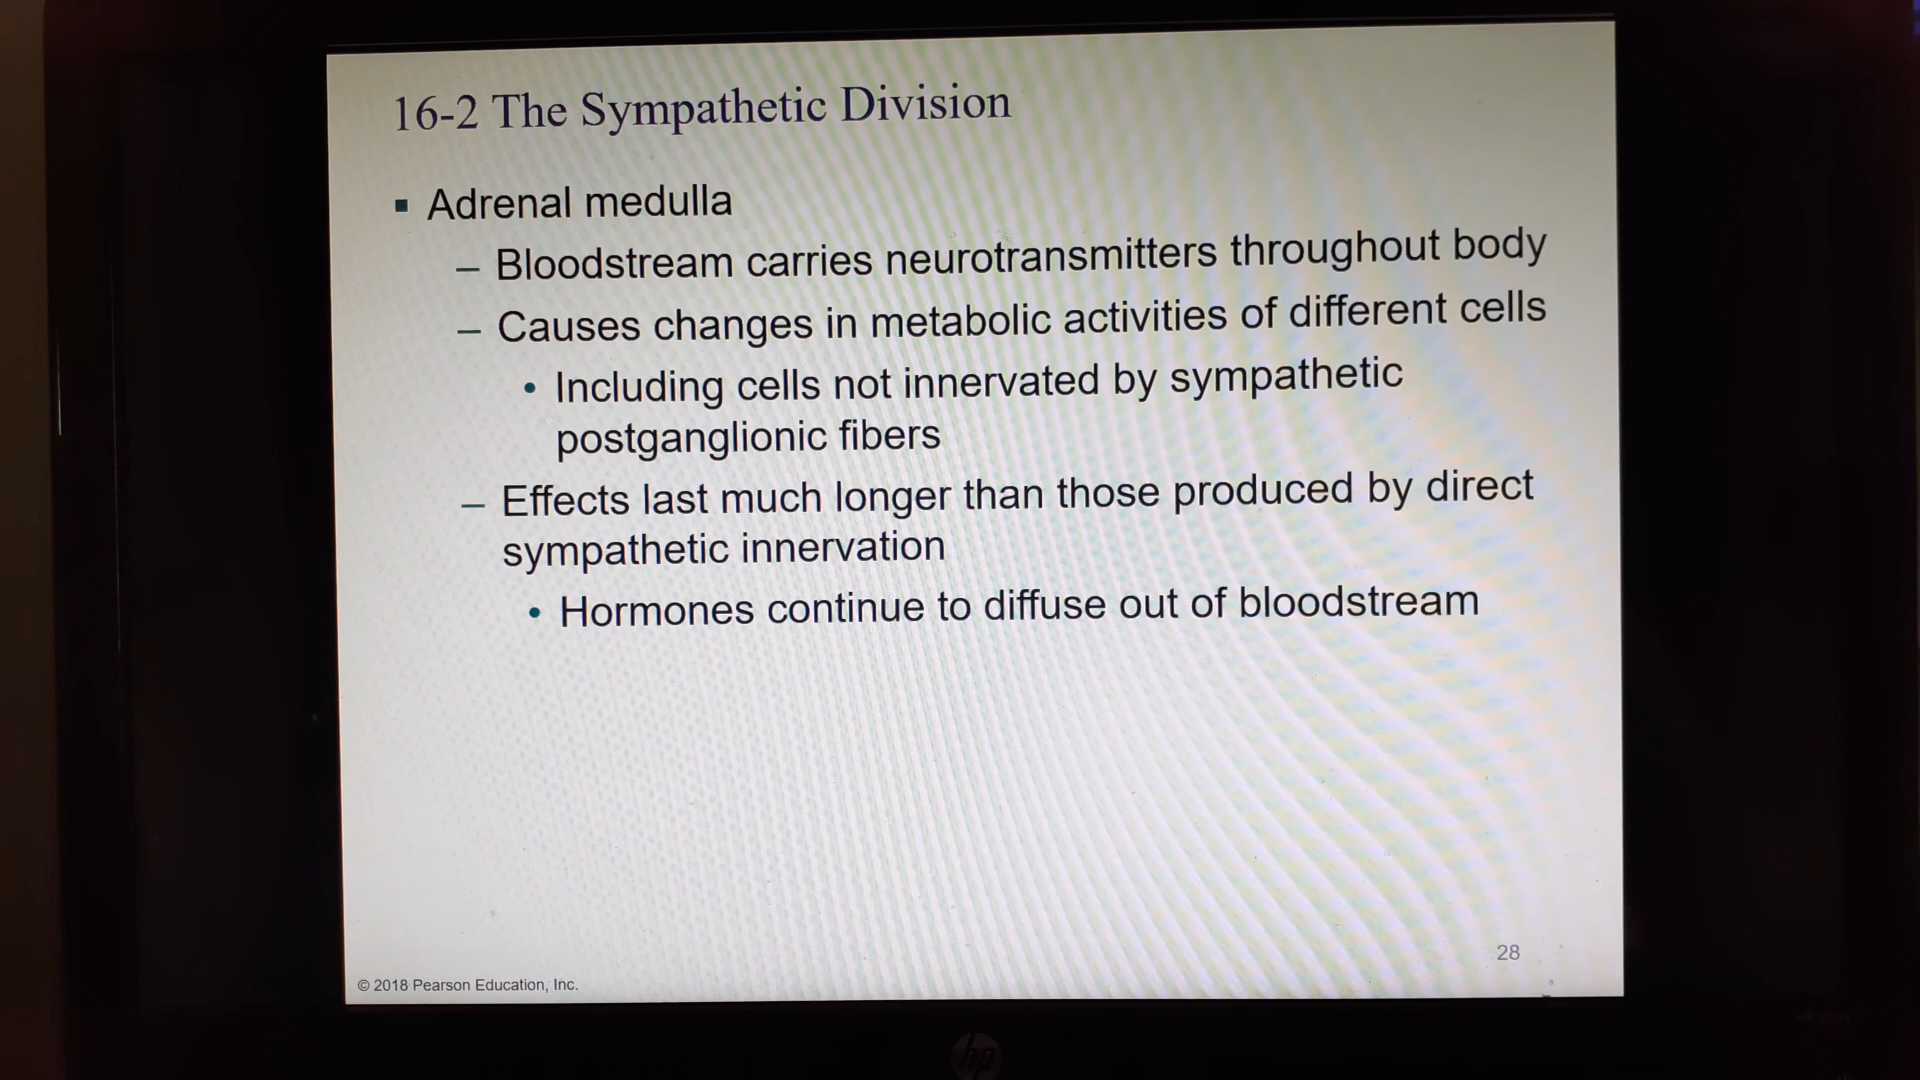 16-2 The Sympathetic Division
▪ Adrenal medulla
– Bloodstream carries neurotransmitters throughout body
– Causes changes in metabolic activities of different cells
• Including cells not innervated by sympathetic
postganglionic fibers
– Effects last much longer than those produced by direct
sympathetic innervation
• Hormones continue to diffuse out of bloodstream
28
© 2018 Pearson Education, Inc.
hp